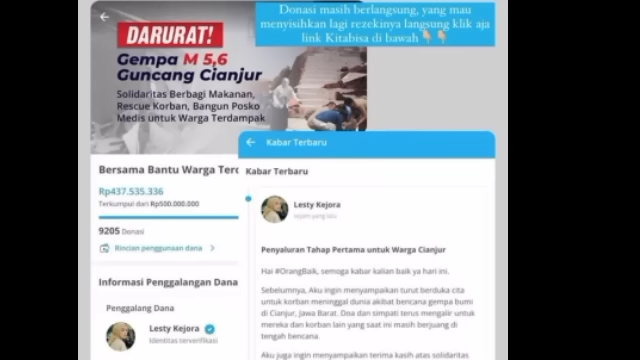 Donasi masih berlangsung, yang mau
menyisihkan lagi rezekinya langsung klik aja
link Kitabisa di bawah👇🏻👇🏻
DARURAT!
Gempa M 5,6
Guncang Cianjur
Solidaritas Berbagi Makanan,
Rescue Korban, Bangun Posko
Medis untuk Warga Terdampak
Bersama Bantu Warga
Rp437.535.336
Terkumpul dari Rp500.000.000
9205 Donasi
Rincian penggunaan dana
Informasi Penggalangan Dana
Penggalang Dana
Lesty Kejora
Identitas terverifikasi
Kabar Terbaru
Kabar Terbaru
Lesty Kejora
sejam yang lalu
Penyaluran Tahap Pertama untuk Warga Cianjur
Hai #OrangBaik, semoga kabar kalian baik ya hari ini.
Sebelumnya, Aku ingin menyampaikan turut berduka cita
untuk korban meninggal dunia akibat bencana gempa bumi
di Cianjur, Jawa Barat. Doa dan simpati terus mengalir untuk
mereka dan korban lain yang saat ini masih berjuang di
tengah bencana.
Aku juga ingin menyampaikan terima kasih atas solidaritas